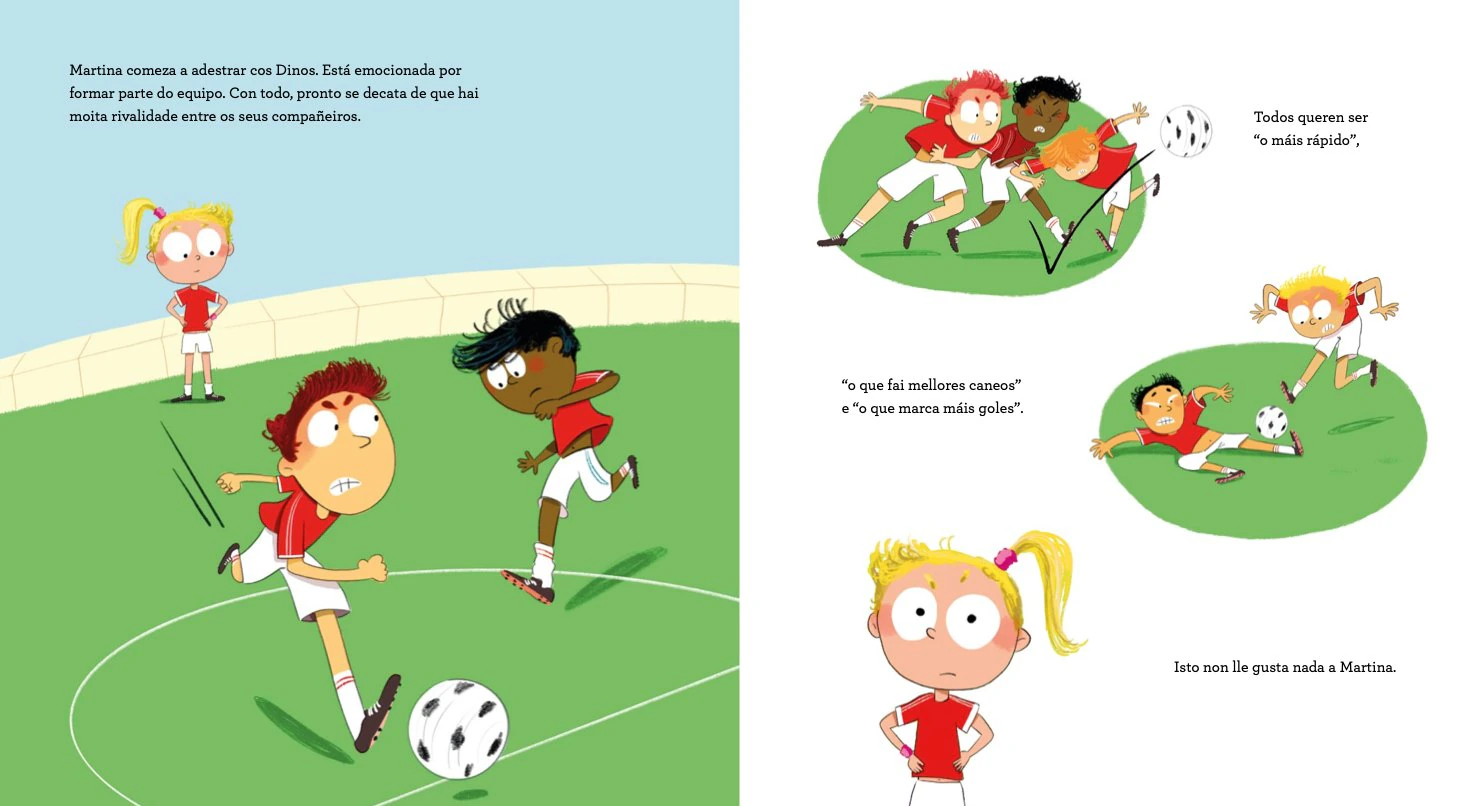 Martina comeza a adestrar cos Dinos. Está emocionada por
formar parte do equipo. Con todo, pronto se decata de que hai
moita rivalidade entre os seus compañeiros.
Todos queren ser
“o máis rápido”,
“o que fai mellores caneos”
e “o que marca máis goles”.
Isto non lle gusta nada a Martina.